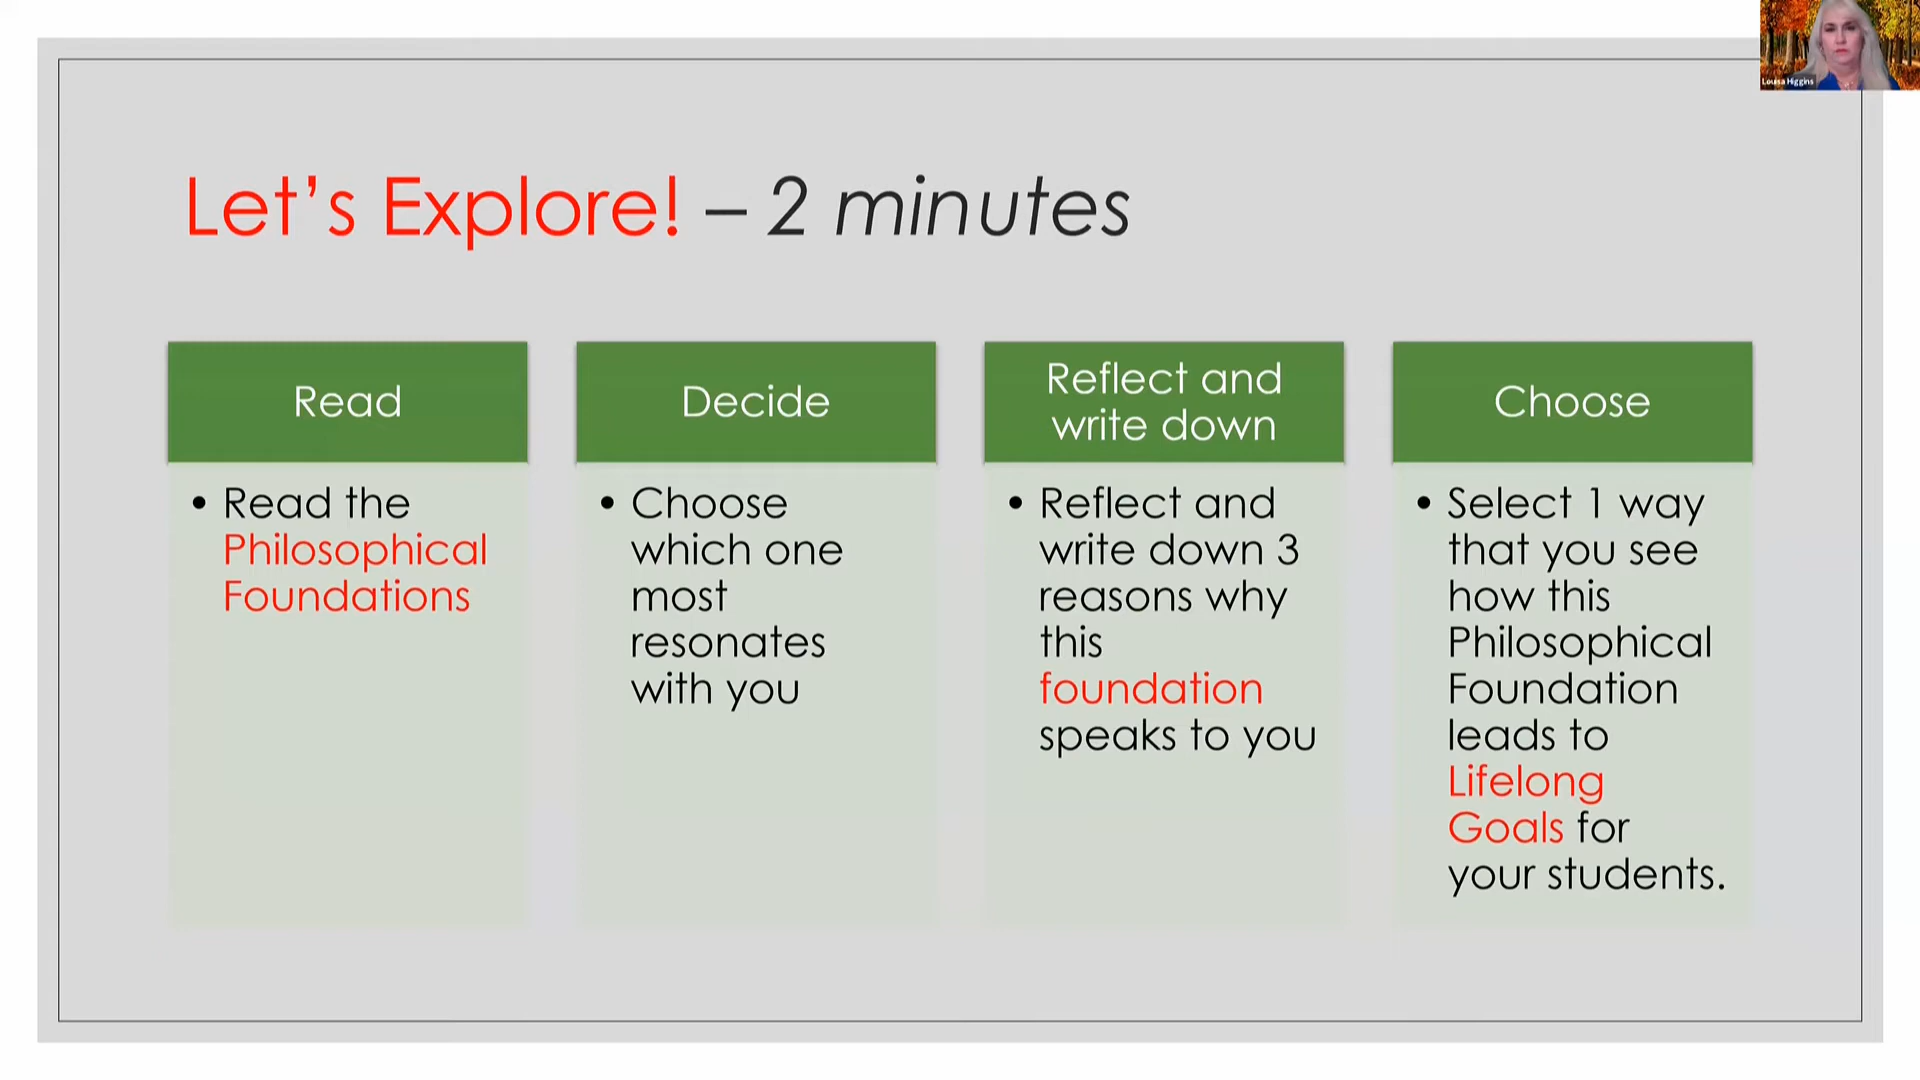 Louisa Higgins
Let’s Explore! – 2 minutes
Read
• Read the
Philosophical
Foundations
Decide
• Choose
which one
most
resonates
with you
Reflect and
write down
• Reflect and
write down 3
reasons why
this
foundation
speaks to you
Choose
• Select 1 way
that you see
how this
Philosophical
Foundation
leads to
Lifelong
Goals for
your students.